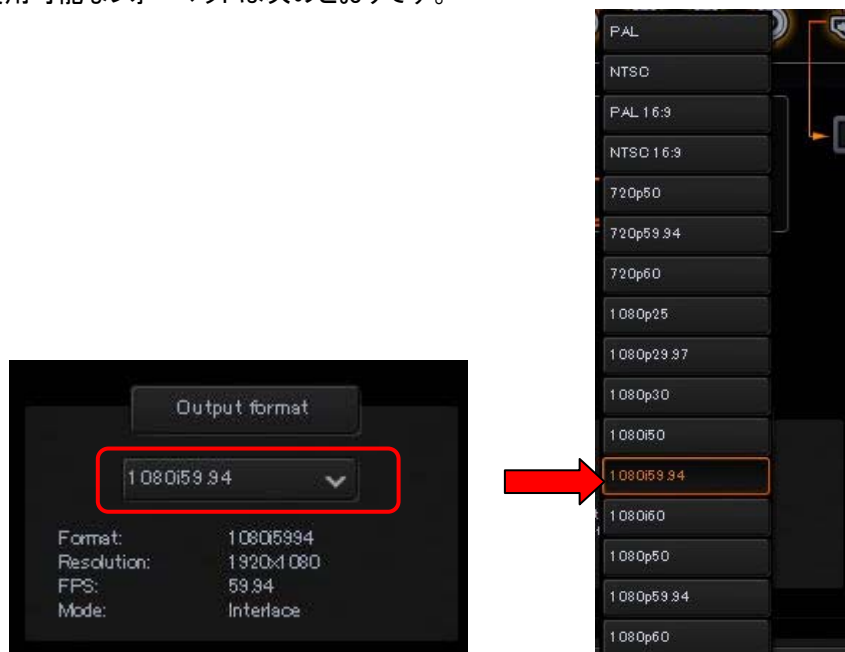 用可能なフォーマットは次のとおりです。
Output format
1080i59.94
Format: 1080i5994
Resolution: 1920x1080
FPS: 59.94
Mode: Interlace
PAL
NTSC
PAL 16:9
NTSC 16:9
720p50
720p59.94
720p60
1080p25
1080p29.97
1080p30
1080i50
1080i59.94
1080i60
1080p50
1080p59.94
1080p60